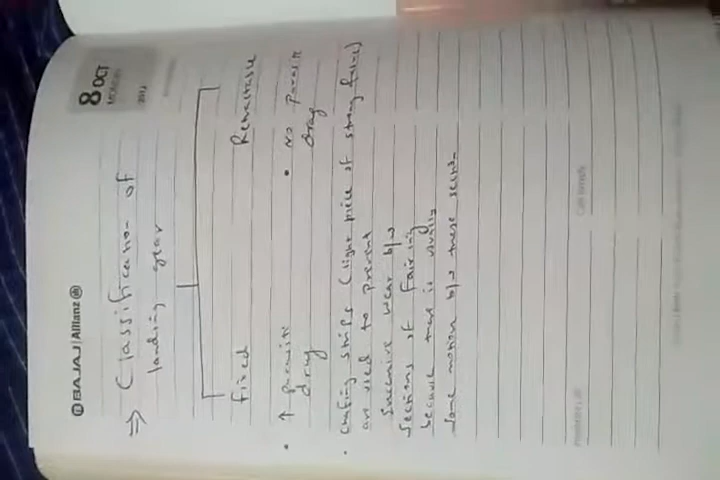 BAJAJ | Allianz
8 OCT
MONDAY
2012
⇒ Classification of
landing gear
Fixed
Retractable
• ↑ parasite
drag
• no parasite
drag
• Chafing strips (light piece of strong fabric)
are used to prevent
excessive wear b/w
sections of fairing
because there is usually
some motion b/w these